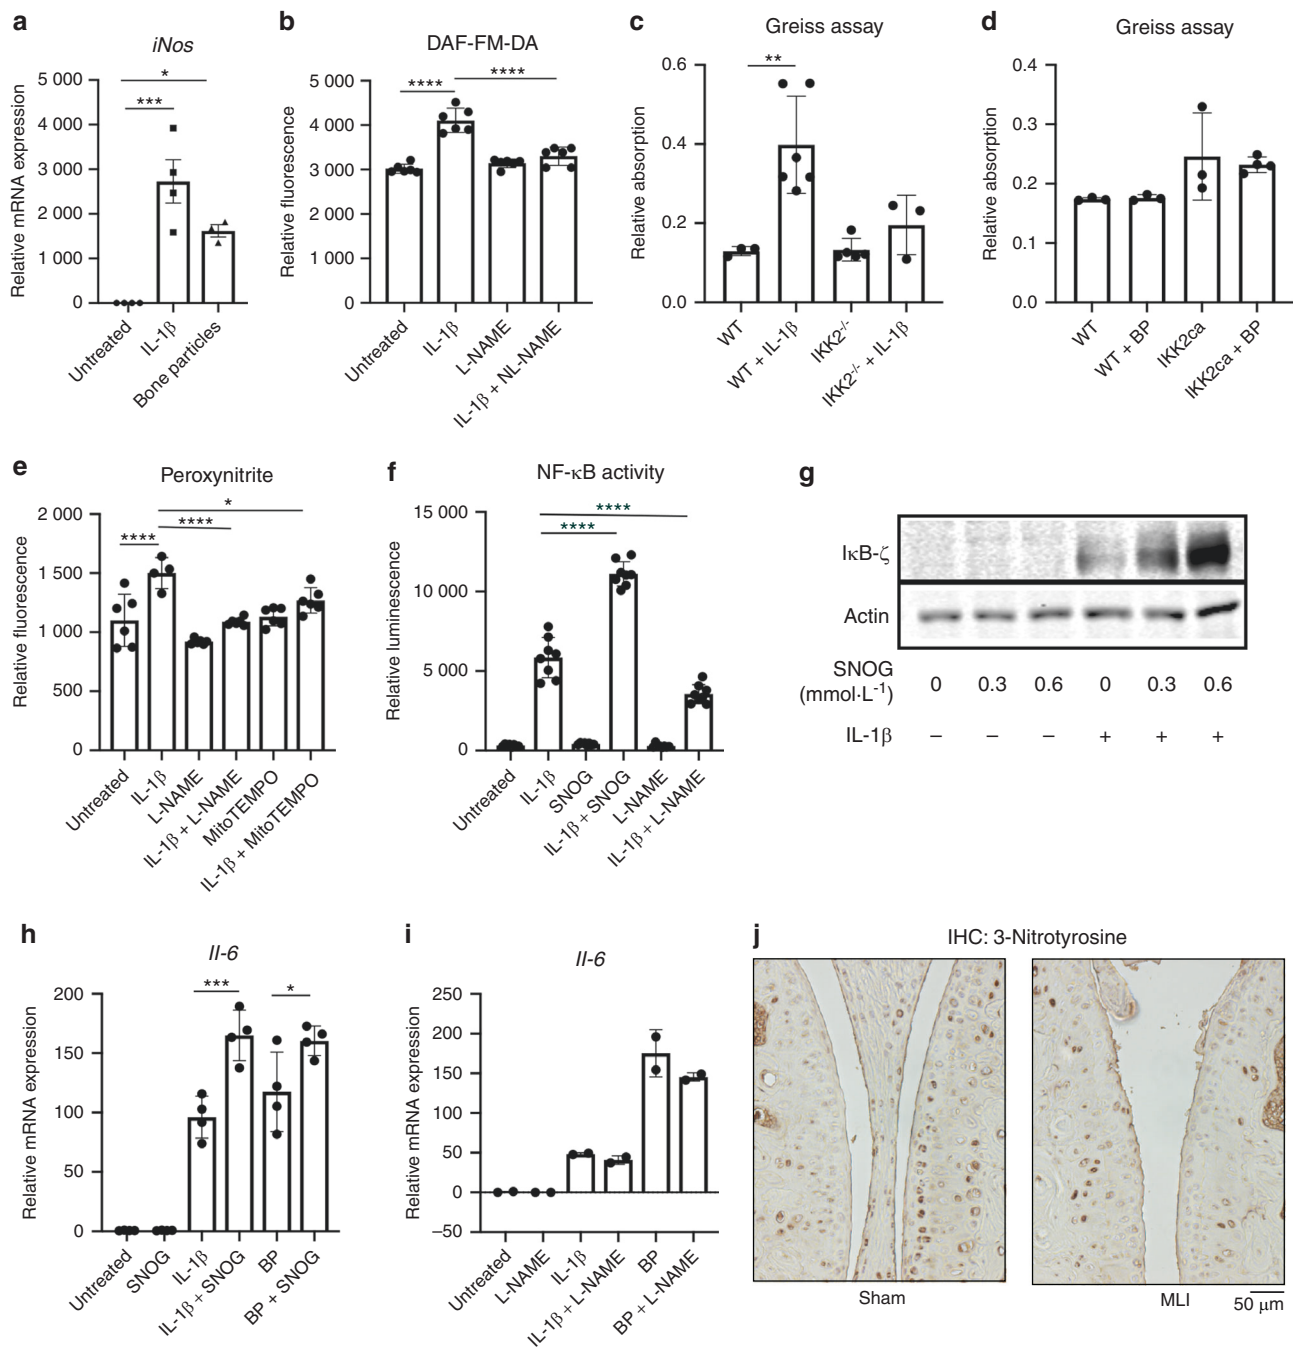 a
iNos
Relative mRNA expression
5 000
4 000
3 000
2 000
1 000
0
*
***
Untreated
IL-1β
Bone particles
b
DAF-FM-DA
Relative fluorescence
5 000
4 000
3 000
2 000
1 000
0
****
****
Untreated
IL-1β
L-NAME
IL-1β + NL-NAME
c
Greiss assay
Relative absorption
0.6
0.4
0.2
0.0
**
WT
WT + IL-1β
IKK2-/-
IKK2-/- + IL-1β
d
Greiss assay
Relative absorption
0.4
0.3
0.2
0.1
0.0
WT
WT + BP
IKK2ca
IKK2ca + BP
e
Peroxynitrite
Relative fluorescence
2 000
1 500
1 000
500
0
*
****
****
Untreated
IL-1β
L-NAME
IL-1β + L-NAME
MitoTEMPO
IL-1β + MitoTEMPO
f
NF-κB activity
Relative luminescence
15 000
10 000
5 000
0
****
****
Untreated
IL-1β
SNOG
IL-1β + SNOG
L-NAME
IL-1β + L-NAME
g
IκB-ζ
Actin
SNOG
(mmol·L-1)
0 0.3 0.6 0 0.3 0.6
IL-1β
– – – + + +
h
Il-6
Relative mRNA expression
200
150
100
50
0
***
*
Untreated
SNOG
IL-1β
IL-1β + SNOG
BP
BP + SNOG
i
Il-6
Relative mRNA expression
250
200
150
100
50
0
–50
Untreated
L-NAME
IL-1β
IL-1β + L-NAME
BP
BP + L-NAME
j
IHC: 3-Nitrotyrosine
Sham
MLI
50 μm